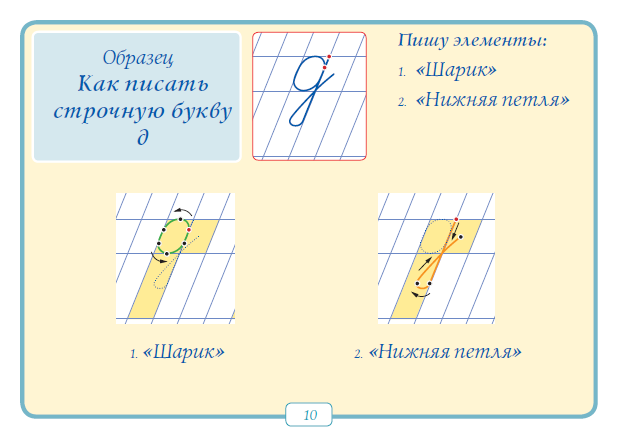 Образец
Как писать
строчную букву
д
Пишу элементы:
1. «Шарик»
2. «Нижняя петля»
1. «Шарик»
2. «Нижняя петля»
10